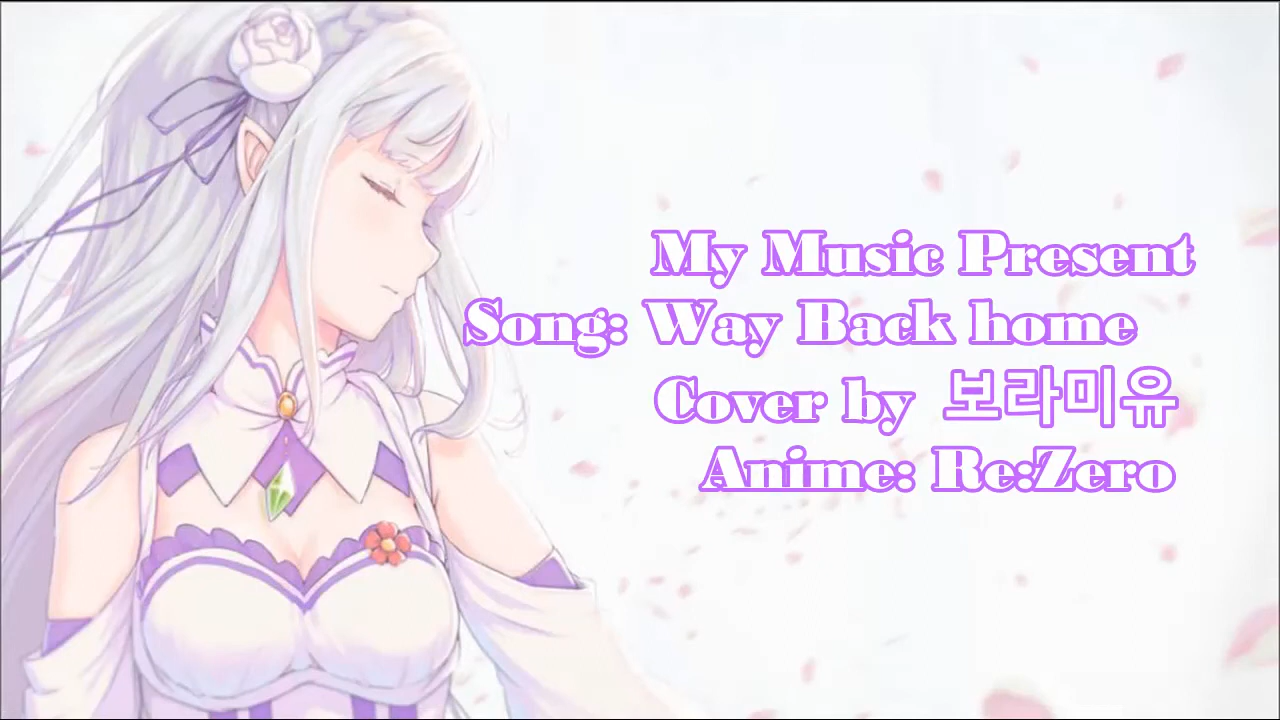 My Music Present
Song: Way Back home
Cover by 보라미유
Anime: Re:Zero